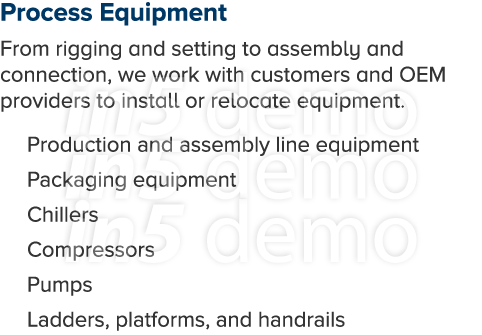 Process Equipment
From rigging and setting to assembly and
connection, we work with customers and OEM
providers to install or relocate equipment.
in5 demo
Production and assembly line equipment
in5 demo
Packaging equipment
Chillers
in5 demo
Compressors
Pumps
Ladders, platforms, and handrails